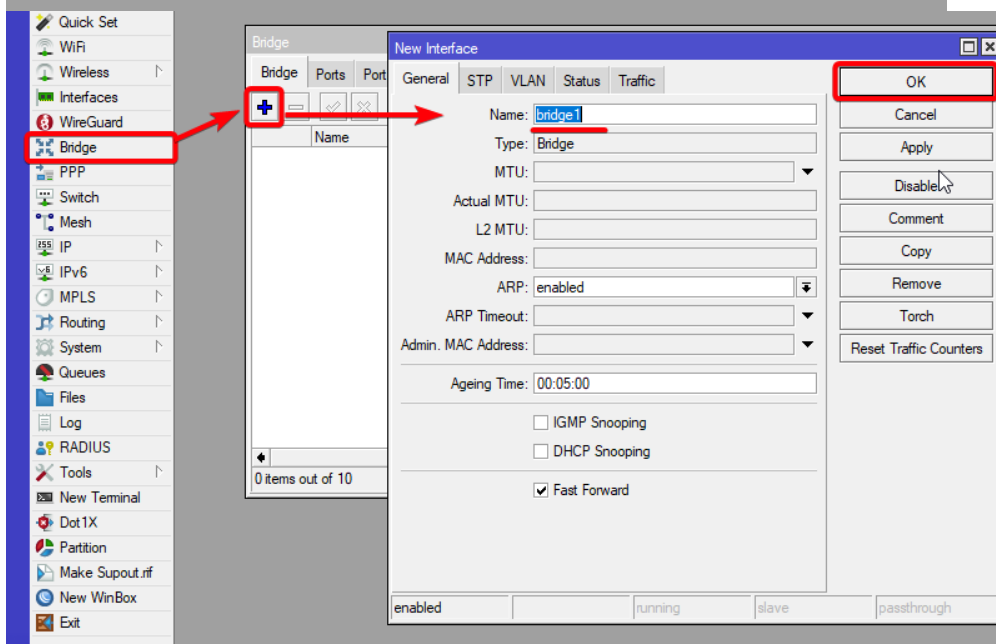 Quick Set
WiFi
Wireless
Interfaces
WireGuard
Bridge
PPP
Switch
Mesh
IP
IPv6
MPLS
Routing
System
Queues
Files
Log
RADIUS
Tools
New Terminal
Dot1X
Partition
Make Supout.rif
New WinBox
Exit
Bridge
Bridge Ports Port
Name
0 items out of 10
New Interface
General STP VLAN Status Traffic
Name: bridge1
Type: Bridge
MTU:
Actual MTU:
L2 MTU:
MAC Address:
ARP: enabled
ARP Timeout:
Admin. MAC Address:
Ageing Time: 00:05:00
IGMP Snooping
DHCP Snooping
Fast Forward
enabled running slave passthrough
OK
Cancel
Apply
Disable
Comment
Copy
Remove
Torch
Reset Traffic Counters